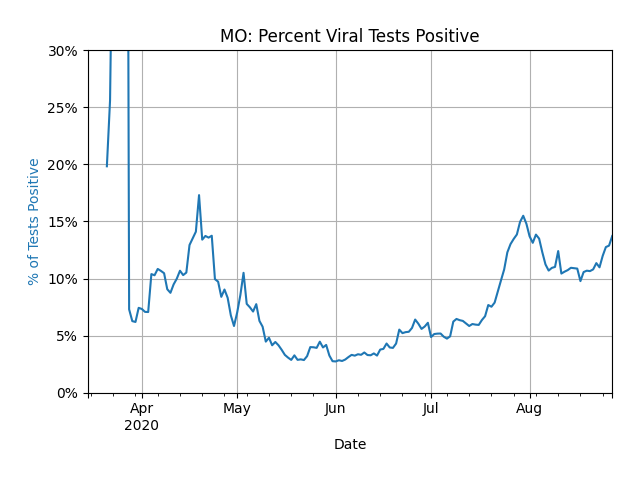 MO: Percent Viral Tests Positive
30%
25%
20%
15%
10%
5%
0%
% of Tests Positive
Apr May Jun Jul Aug
2020
Date